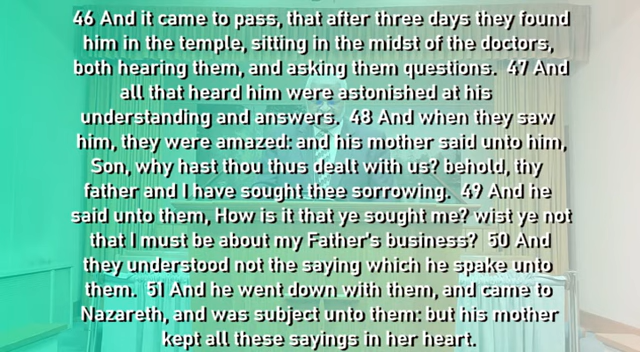 46 And it came to pass, that after three days they found
him in the temple, sitting in the midst of the doctors,
both hearing them, and asking them questions. 47 And
all that heard him were astonished at his
understanding and answers. 48 And when they saw
him, they were amazed: and his mother said unto him,
Son, why hast thou thus dealt with us? behold, thy
father and I have sought thee sorrowing. 49 And he
said unto them, How is it that ye sought me? wist ye not
that I must be about my Father's business? 50 And
they understood not the saying which he spake unto
them. 51 And he went down with them, and came to
Nazareth, and was subject unto them: but his mother
kept all these sayings in her heart.